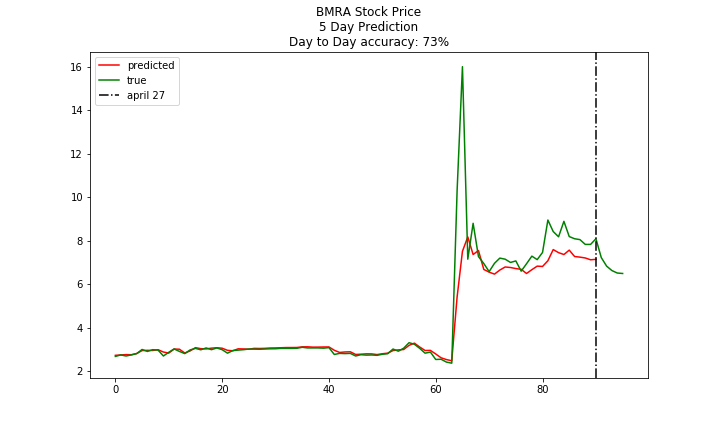 BMRA Stock Price
5 Day Prediction
Day to Day accuracy: 73%
predicted
true
april 27
16
14
12
10
8
6
4
2
0
20
40
60
80